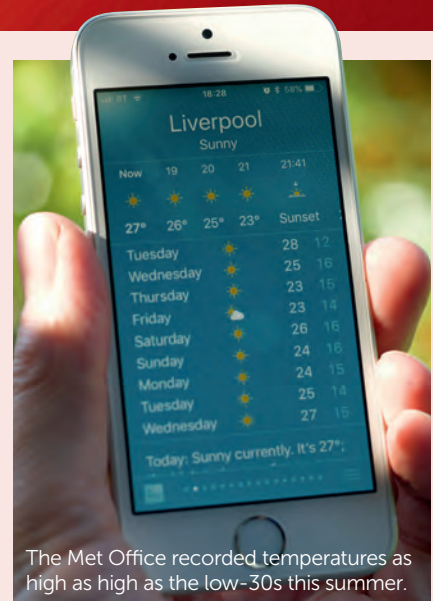 BT 18:28 58%
Liverpool
Sunny
Now 19 20 21 21:41
27° 26° 25° 23° Sunset
Tuesday 28 12
Wednesday 25 16
Thursday 23 15
Friday 23 14
Saturday 26 16
Sunday 24 16
Monday 24 15
Tuesday 25 14
Wednesday 27 15
Today: Sunny currently. It's 27°;
The Met Office recorded temperatures as
high as high as the low-30s this summer.